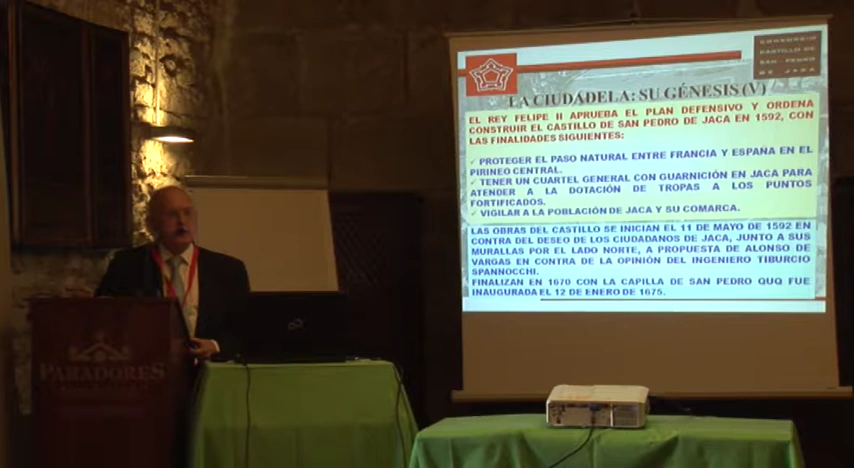 CONSORCIO
CASTILLO DE
SAN PEDRO
DE JACA
LA CIUDADELA: SU GÉNESIS (V)
EL REY FELIPE II APRUEBA EL PLAN DEFENSIVO Y ORDENA
CONSTRUIR EL CASTILLO DE SAN PEDRO DE JACA EN 1592, CON
LAS FINALIDADES SIGUIENTES:
✓ PROTEGER EL PASO NATURAL ENTRE FRANCIA Y ESPAÑA EN EL
PIRINEO CENTRAL.
✓ TENER UN CUARTEL GENERAL CON GUARNICIÓN EN JACA PARA
ATENDER A LA DOTACIÓN DE TROPAS A LOS PUNTOS
FORTIFICADOS.
✓ VIGILAR A LA POBLACIÓN DE JACA Y SU COMARCA.
LAS OBRAS DEL CASTILLO SE INICIAN EL 11 DE MAYO DE 1592 EN
CONTRA DEL DESEO DE LOS CIUDADANOS DE JACA, JUNTO A SUS
MURALLAS POR EL LADO NORTE, A PROPUESTA DE ALONSO DE
VARGAS EN CONTRA DE LA OPINIÓN DEL INGENIERO TIBURCIO
SPANNOCCHI.
FINALIZAN EN 1670 CON LA CAPILLA DE SAN PEDRO QUQ FUE
INAUGURADA EL 12 DE ENERO DE 1675.
PARADORES